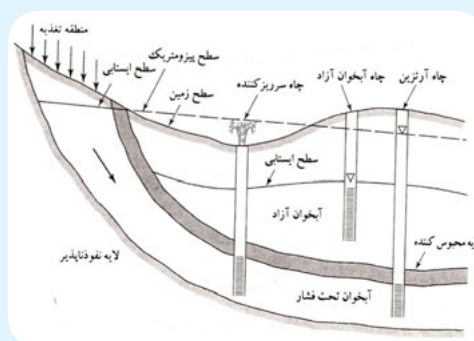 منطقه تغذیه
سطح پیزومتریک
سطح ایستابی
سطح زمین
چاه سرریزکننده
چاه آبخوان آزاد
چاه آرتزین
سطح ایستابی
آبخوان آزاد
یه محبوس کننده
لایه نفوذناپذیر
آبخوان تحت فشار